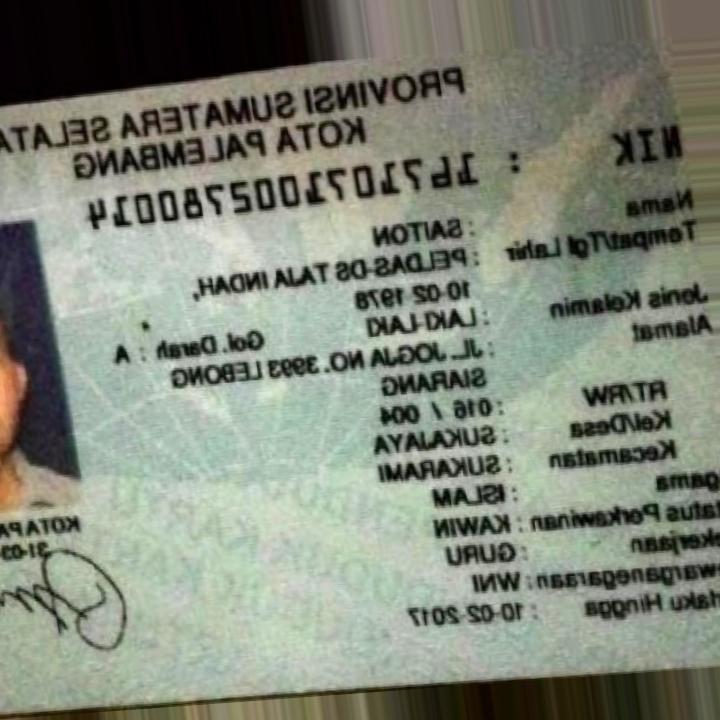 PROVINSI SUMATERA SELATA
KOTA PALEMBANG
NIK : 1671071002780014
Nama : SAITON
Tempat/Tgl Lahir : PELDAS-DS TALA INDAH,
10-02-1978
Jenis Kelamin : LAKI-LAKI Gol. Darah : A
Alamat : JL. JOGJA NO. 3993 LEBONG
SIARANG
RT/RW : 016 / 004
Kel/Desa : SUKAJAYA
Kecamatan : SUKARAMI
gama : ISLAM
tatus Perkawinan : KAWIN
ekerjaan : GURU
ewarganegaraan : WNI
rlaku Hingga : 10-02-2017
KOTA PA
31-03